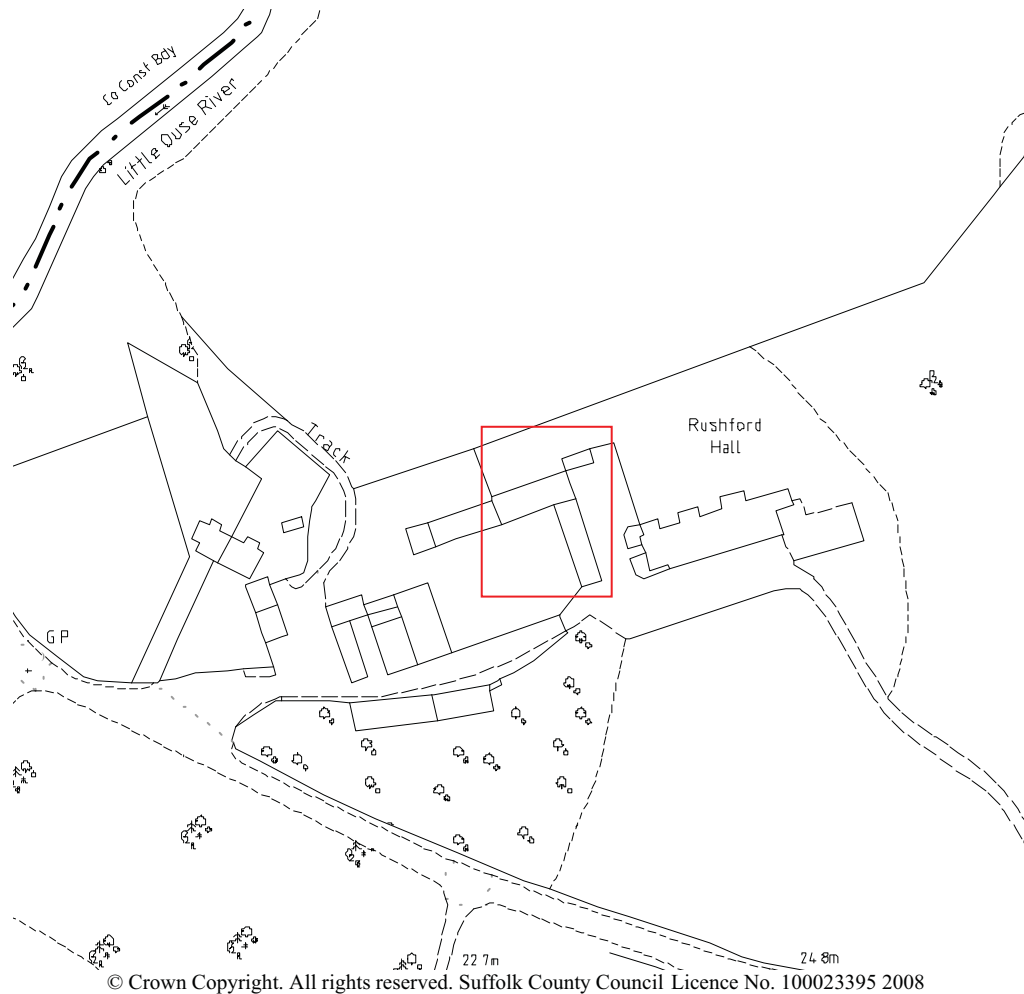 Co Const Bdy
Little Ouse River
Track
Rushford
Hall
GP
22 7m
24 8m
© Crown Copyright. All rights reserved. Suffolk County Council Licence No. 100023395 2008